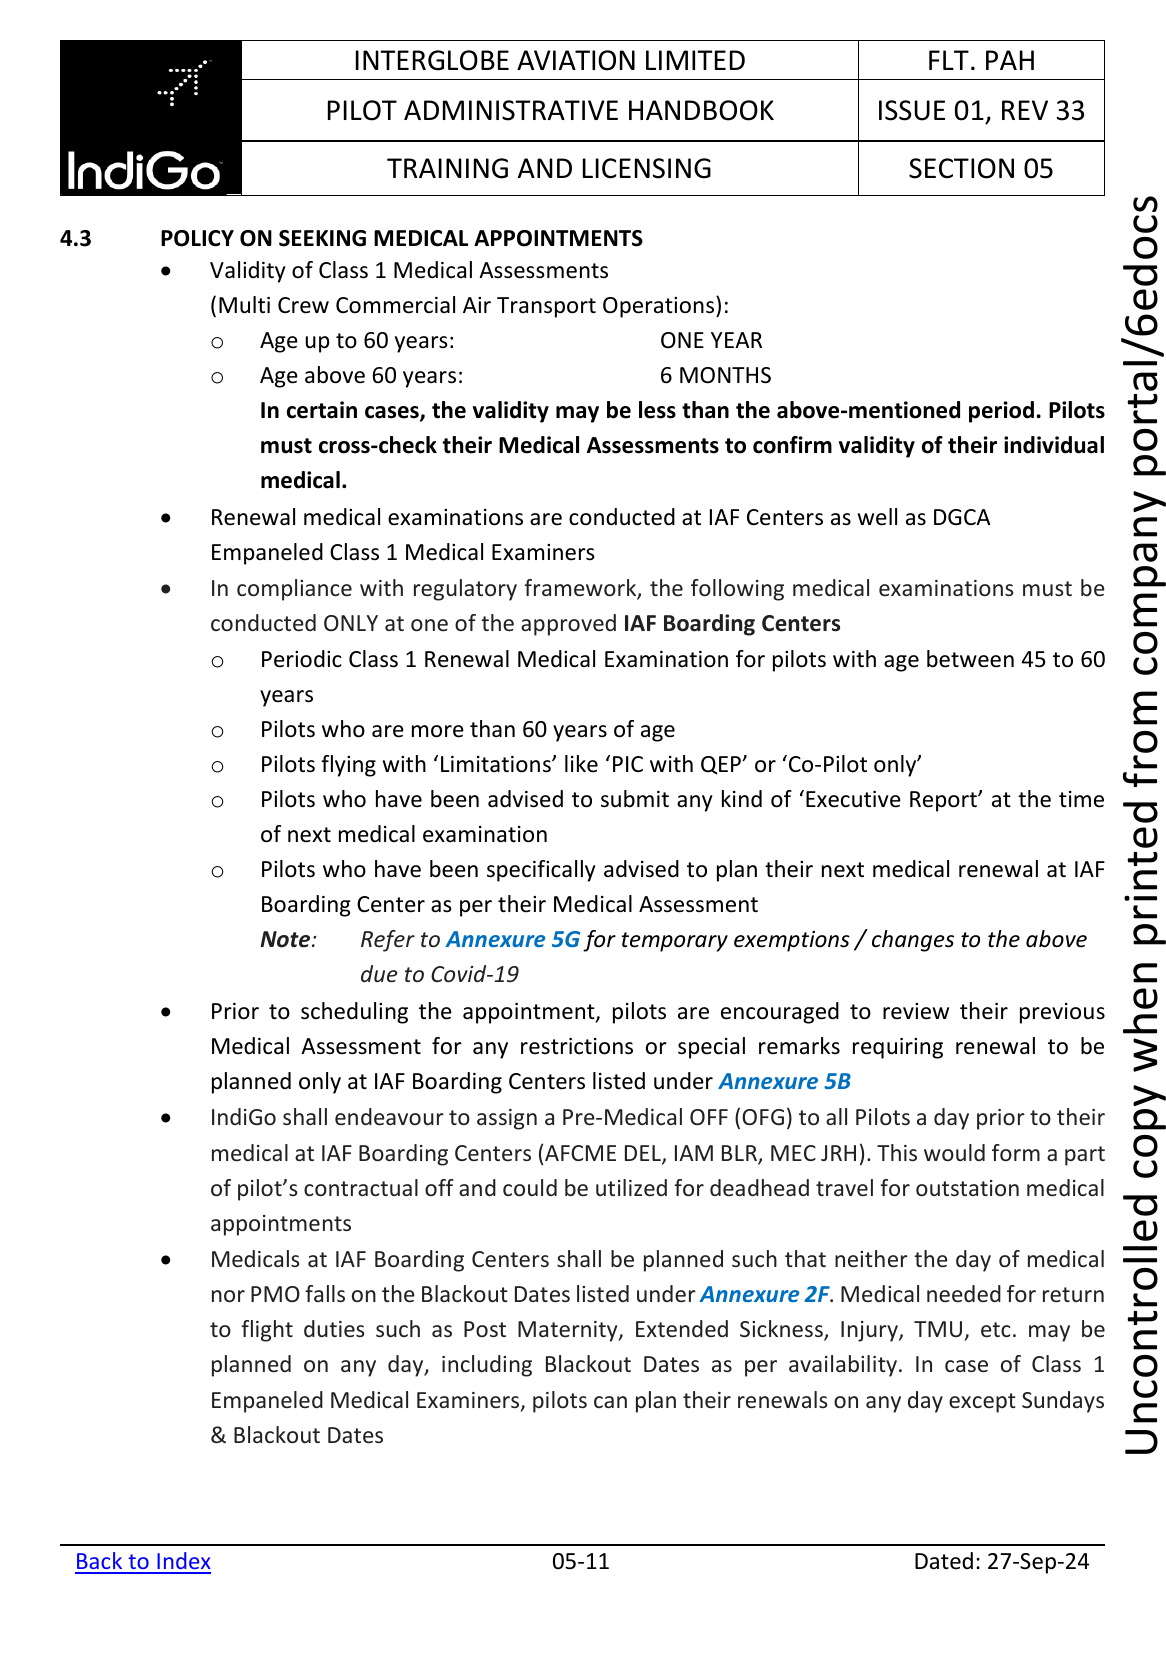 INTERGLOBE AVIATION LIMITED
FLT. PAH
PILOT ADMINISTRATIVE HANDBOOK
ISSUE 01, REV 33
IndiGo
TRAINING AND LICENSING
SECTION 05
4.3 POLICY ON SEEKING MEDICAL APPOINTMENTS
• Validity of Class 1 Medical Assessments
(Multi Crew Commercial Air Transport Operations):
o Age up to 60 years: ONE YEAR
o Age above 60 years: 6 MONTHS
In certain cases, the validity may be less than the above-mentioned period. Pilots
must cross-check their Medical Assessments to confirm validity of their individual
medical.
• Renewal medical examinations are conducted at IAF Centers as well as DGCA
Empaneled Class 1 Medical Examiners
• In compliance with regulatory framework, the following medical examinations must be
conducted ONLY at one of the approved IAF Boarding Centers
o Periodic Class 1 Renewal Medical Examination for pilots with age between 45 to 60
years
o Pilots who are more than 60 years of age
o Pilots flying with ‘Limitations’ like ‘PIC with QEP’ or ‘Co-Pilot only’
o Pilots who have been advised to submit any kind of ‘Executive Report’ at the time
of next medical examination
o Pilots who have been specifically advised to plan their next medical renewal at IAF
Boarding Center as per their Medical Assessment
Note: Refer to Annexure 5G for temporary exemptions / changes to the above
due to Covid-19
• Prior to scheduling the appointment, pilots are encouraged to review their previous
Medical Assessment for any restrictions or special remarks requiring renewal to be
planned only at IAF Boarding Centers listed under Annexure 5B
• IndiGo shall endeavour to assign a Pre-Medical OFF (OFG) to all Pilots a day prior to their
medical at IAF Boarding Centers (AFCME DEL, IAM BLR, MEC JRH). This would form a part
of pilot’s contractual off and could be utilized for deadhead travel for outstation medical
appointments
• Medicals at IAF Boarding Centers shall be planned such that neither the day of medical
nor PMO falls on the Blackout Dates listed under Annexure 2F. Medical needed for return
to flight duties such as Post Maternity, Extended Sickness, Injury, TMU, etc. may be
planned on any day, including Blackout Dates as per availability. In case of Class 1
Empaneled Medical Examiners, pilots can plan their renewals on any day except Sundays
& Blackout Dates
Back to Index
05-11
Dated: 27-Sep-24
Uncontrolled copy when printed from company portal/6edocs